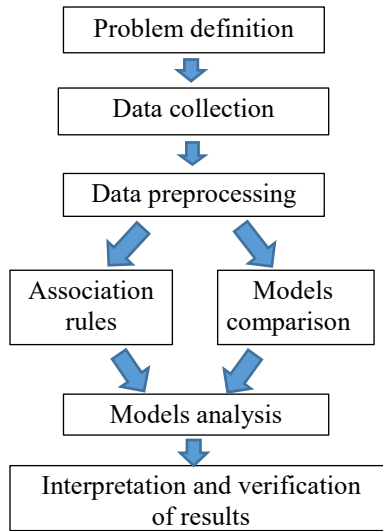 Problem definition
Data collection
Data preprocessing
Association
rules
Models
comparison
Models analysis
Interpretation and verification
of results